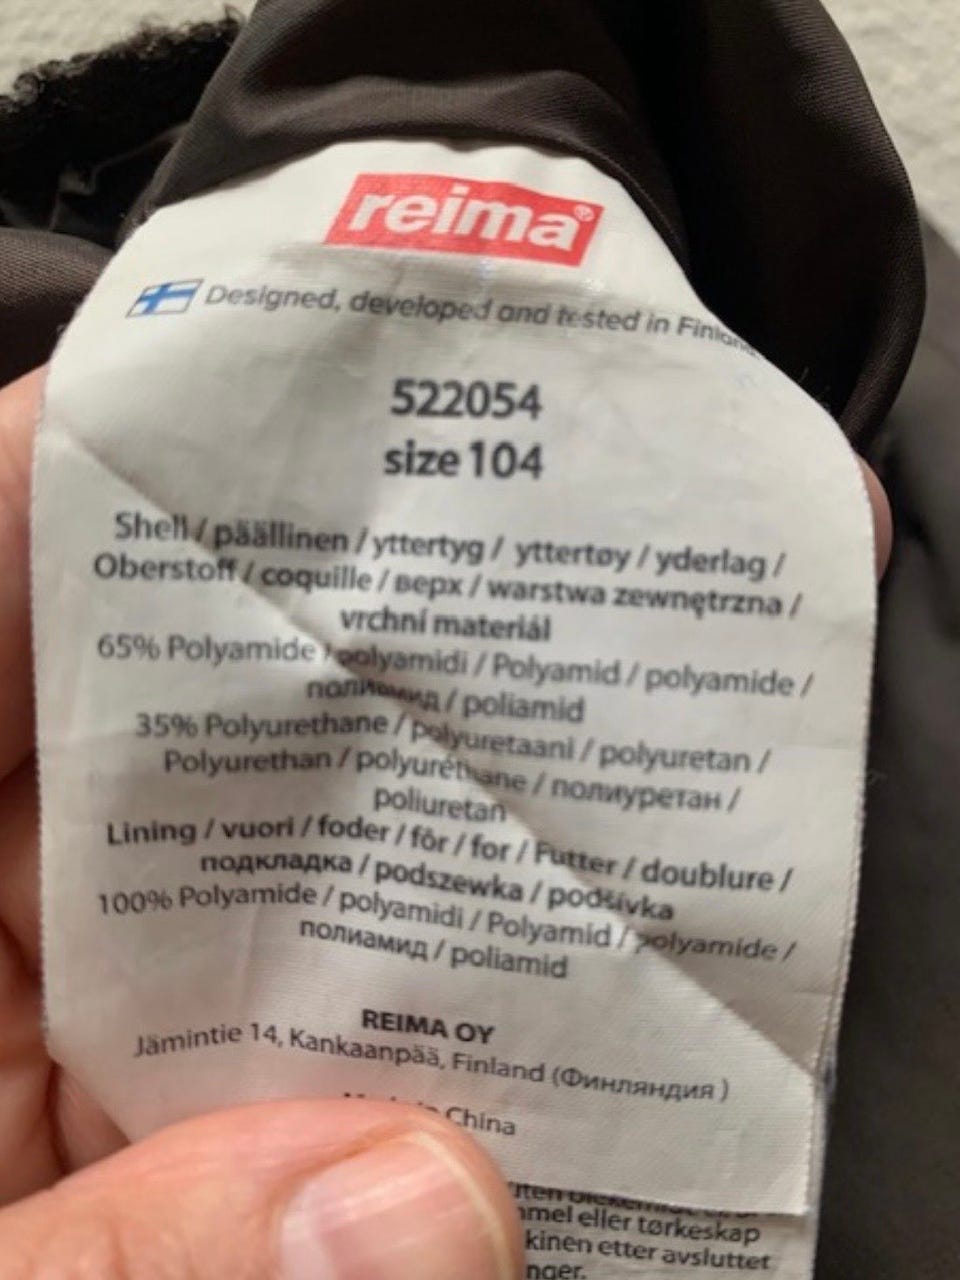 reima®
Designed, developed and tested in Finland
522054
size 104
Shell / päällinen / yttertyg / yttertøy / yderlag /
Oberstoff / coquille / верх / warstwa zewnętrzna /
vrchní materiál
65% Polyamide / polyamidi / Polyamid / polyamide /
полиамид / poliamid
35% Polyurethane / polyuretaani / polyuretan /
Polyurethan / polyuréthane / полиуретан /
poliuretan
Lining / vuori / foder / fôr / for / Futter / doublure /
подкладка / podszewka / podšívka
100% Polyamide / polyamidi / Polyamid / polyamide /
полиамид / poliamid
REIMA OY
Jämintie 14, Kankaanpää, Finland (Финляндия )
China
eller tørkeskap
etter avsluttet